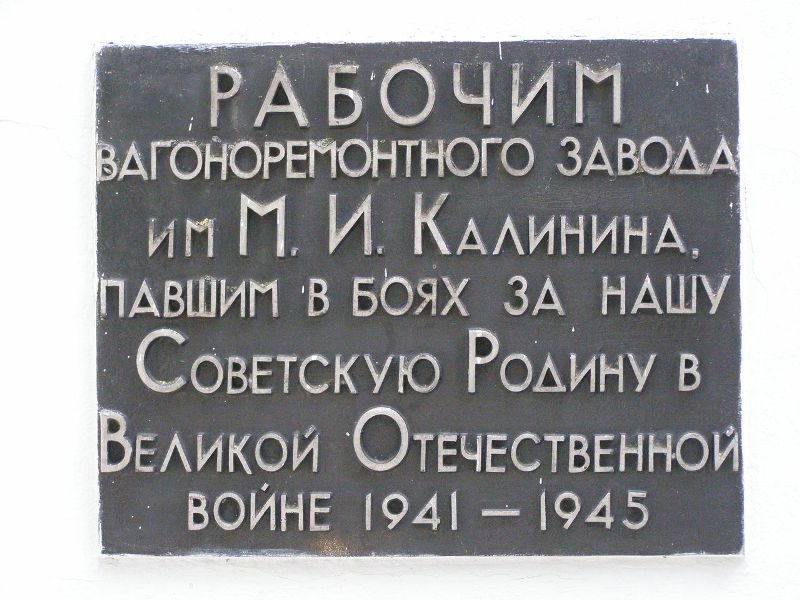 РАБОЧИМ
ВАГОНОРЕМОНТНОГО ЗАВОДА
ИМ М. И. КАЛИНИНА,
ПАВШИМ В БОЯХ ЗА НАШУ
СОВЕТСКУЮ РОДИНУ В
ВЕЛИКОЙ ОТЕЧЕСТВЕННОЙ
ВОЙНЕ 1941 — 1945